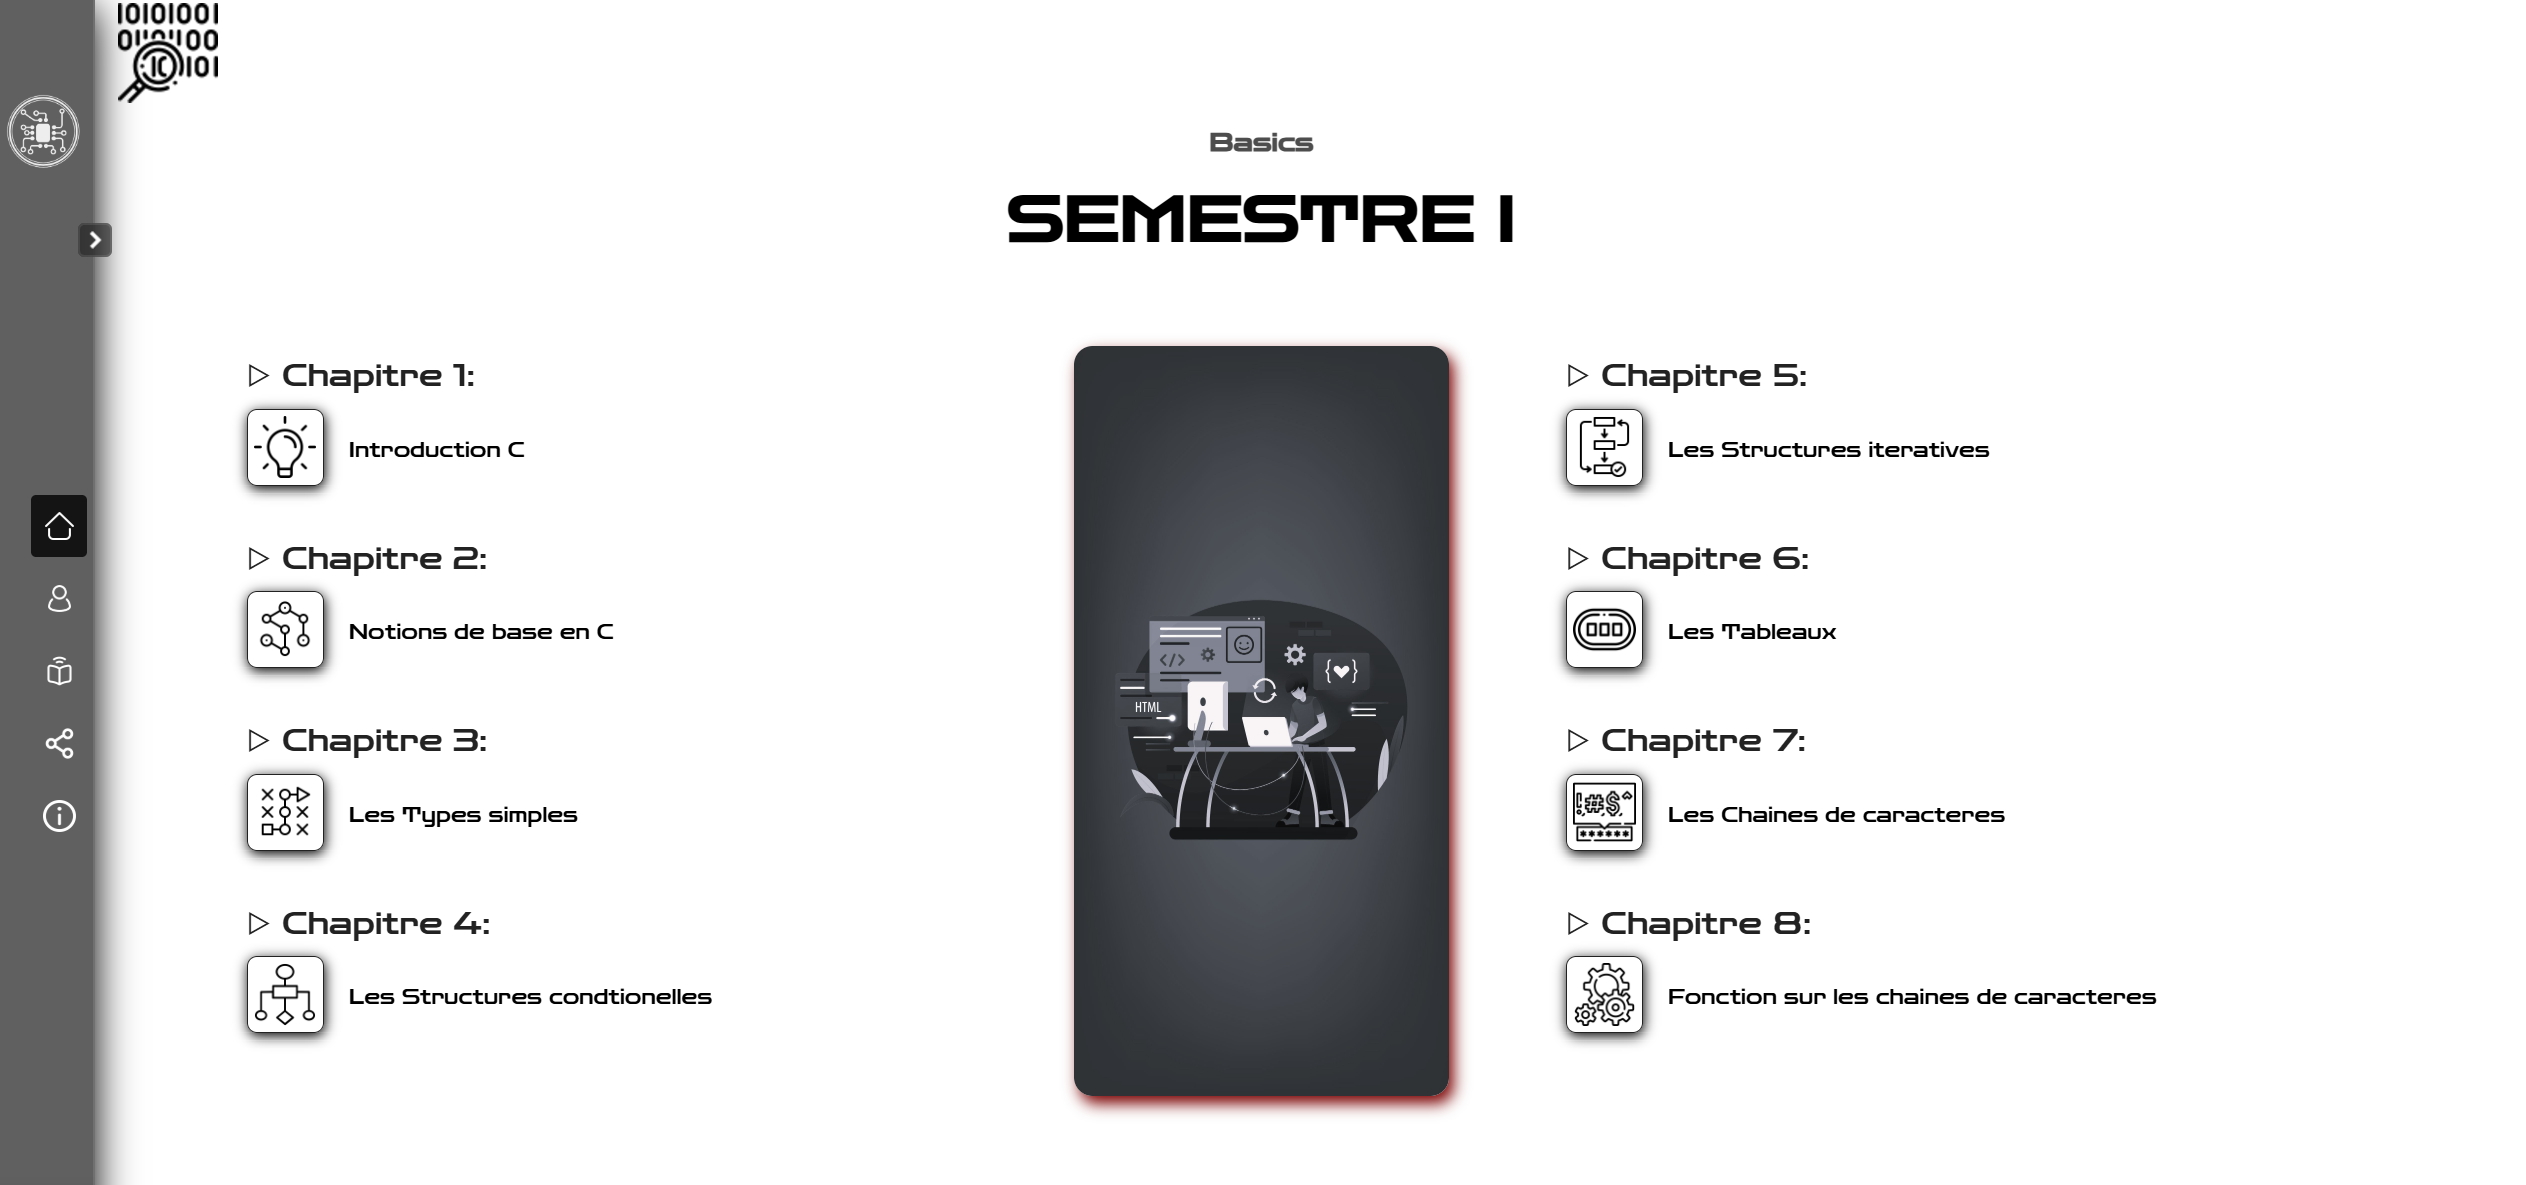 10101001
Basics
SEMESTRE 1
Chapitre 1:
Introduction C
Chapitre 2:
Notions de base en C
Chapitre 3:
Les Types simples
Chapitre 4:
Les Structures condtionelles
HTML
Chapitre 5:
Les Structures iteratives
Chapitre 6:
Les Tableaux
Chapitre 7:
!#$^
******
Les Chaines de caracteres
Chapitre 8:
Fonction sur les chaines de caracteres